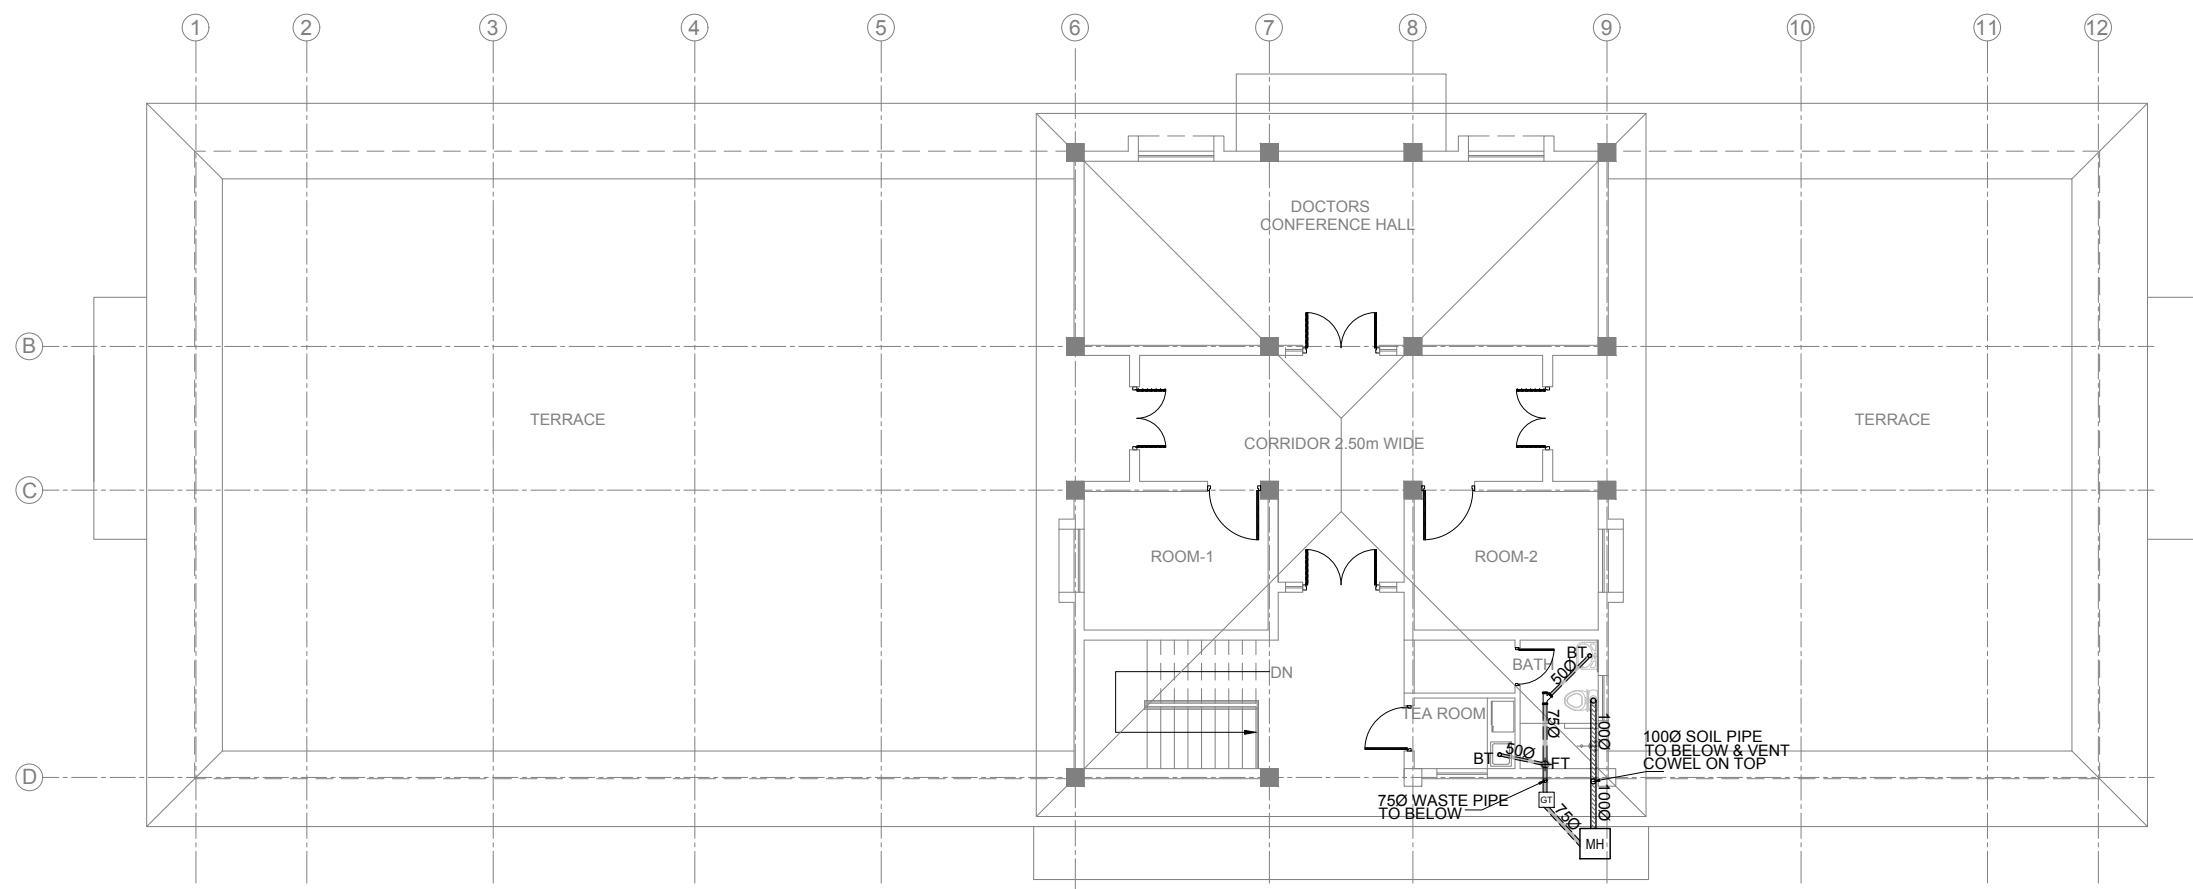 1 2 3 4 5 6 7 8 9 10 11 12
DOCTORS
CONFERENCE HALL
B
TERRACE
TERRACE
CORRIDOR 2.50m WIDE
C
ROOM-1
ROOM-2
DN
BATH
BT
50Ø
TEA ROOM
75Ø
100Ø
100Ø SOIL PIPE
TO BELOW & VENT
COWEL ON TOP
BT
50Ø
FT
D
75Ø WASTE PIPE
TO BELOW
GT
75Ø
100Ø
MH